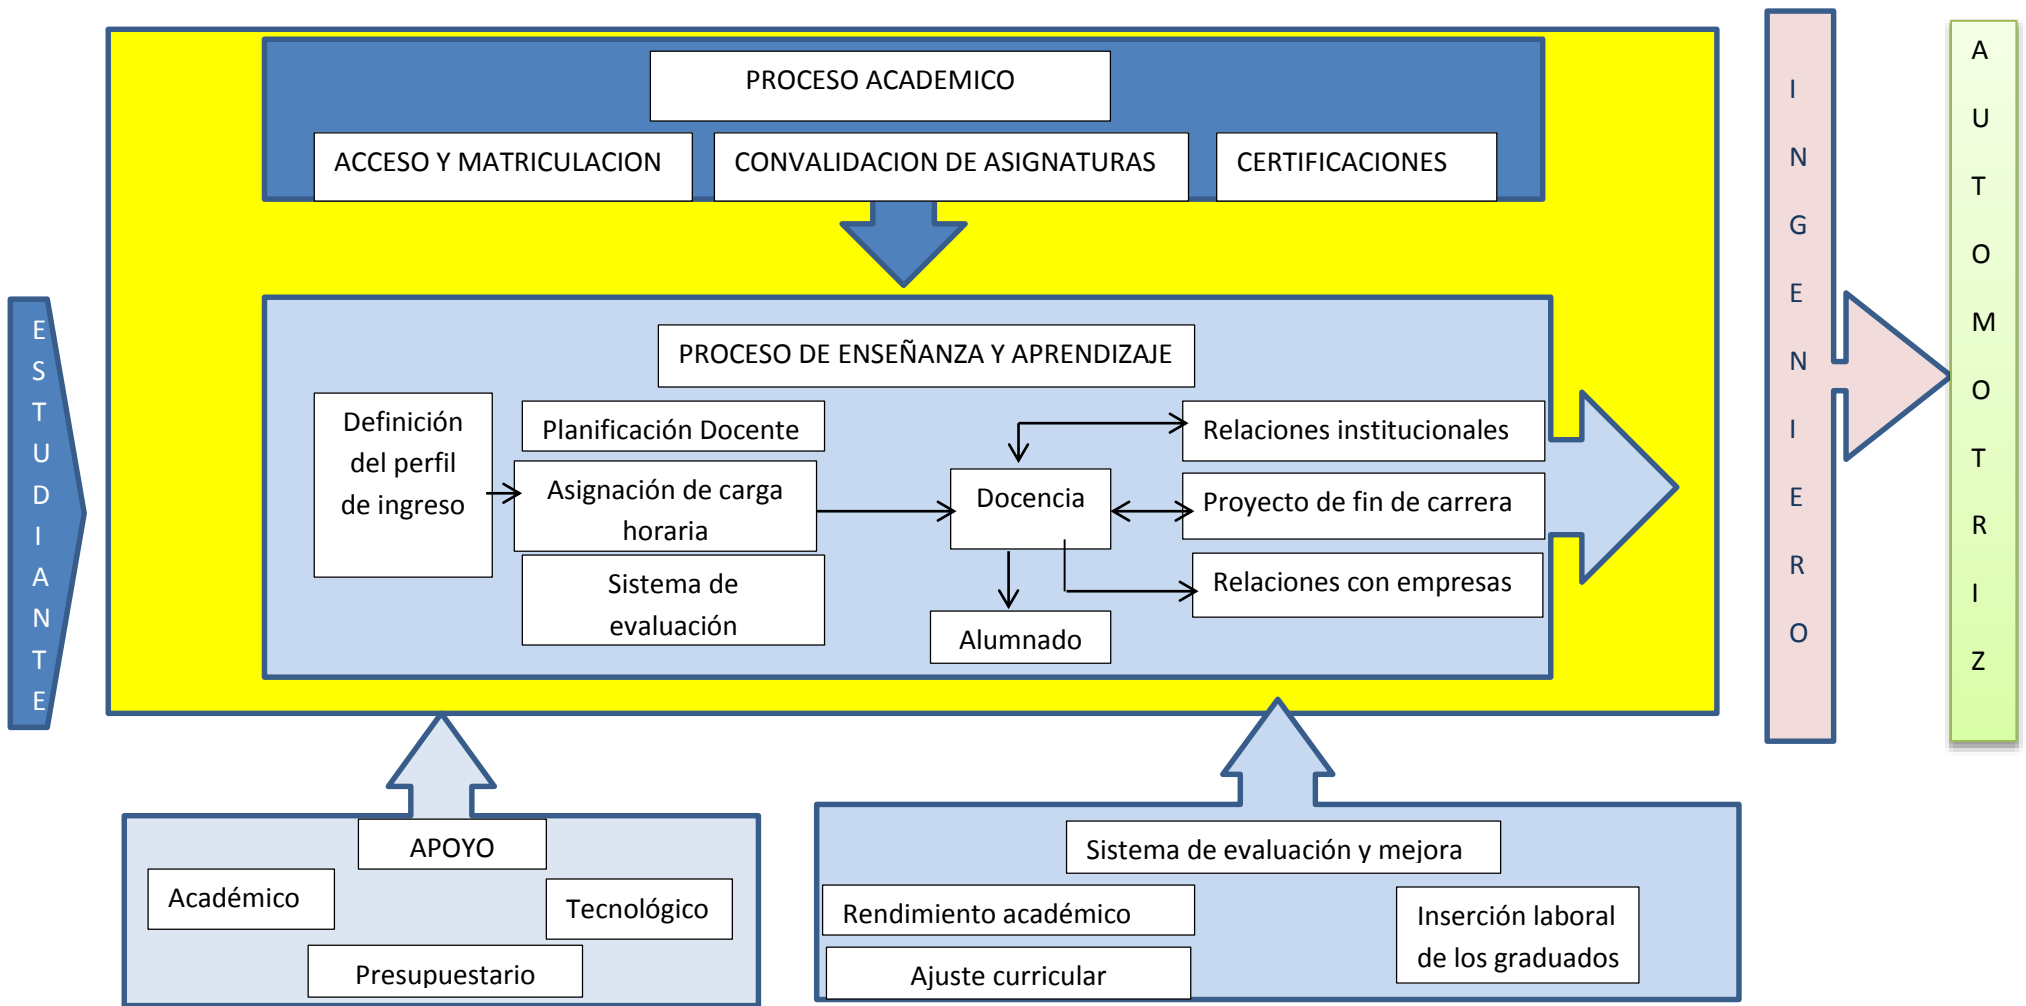 PROCESO ACADEMICO
ACCESO Y MATRICULACION
CONVALIDACION DE ASIGNATURAS
CERTIFICACIONES
ESTUDIANTE
PROCESO DE ENSEÑANZA Y APRENDIZAJE
Definición
del perfil
de ingreso
Planificación Docente
Asignación de carga
horaria
Sistema de
evaluación
Docencia
Alumnado
Relaciones institucionales
Proyecto de fin de carrera
Relaciones con empresas
INGENIERO
AUTOMOTRIZ
APOYO
Académico
Tecnológico
Presupuestario
Sistema de evaluación y mejora
Rendimiento académico
Ajuste curricular
Inserción laboral
de los graduados